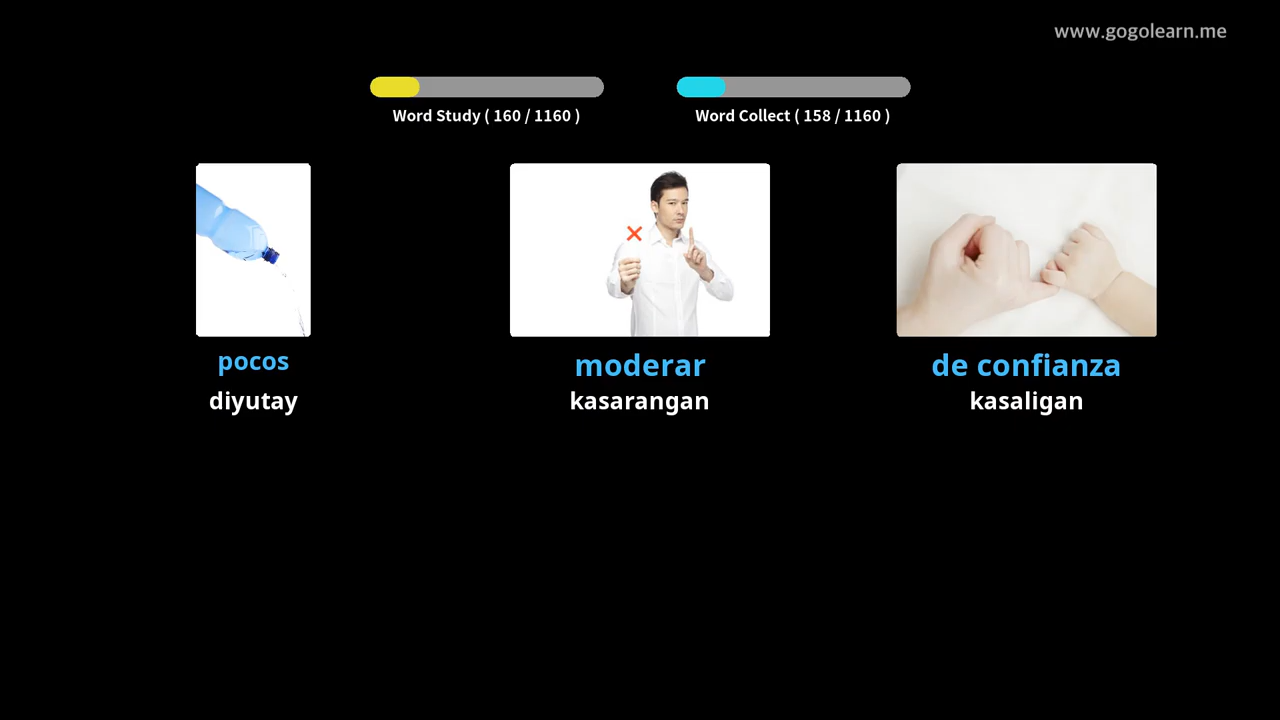 www.gogolearn.me
Word Study ( 160 / 1160 )
Word Collect ( 158 / 1160 )
pocos
diyutay
moderar
kasarangan
de confianza
kasaligan